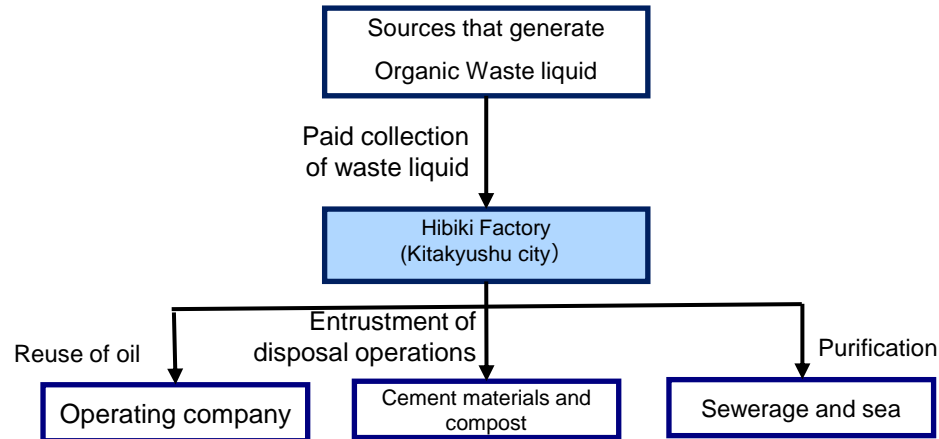 Sources that generate
Organic Waste liquid
Paid collection
of waste liquid
Hibiki Factory
(Kitakyushu city）
Reuse of oil
Entrustment of
disposal operations
Purification
Operating company
Cement materials and
compost
Sewerage and sea